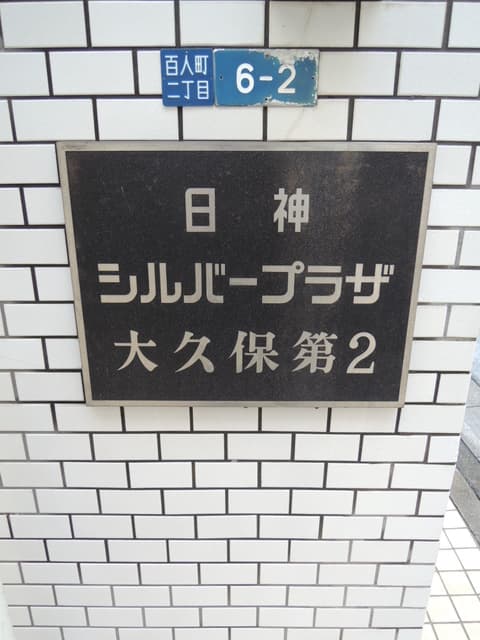 百人町
二丁目
6-2
日神
シルバープラザ
大久保第2